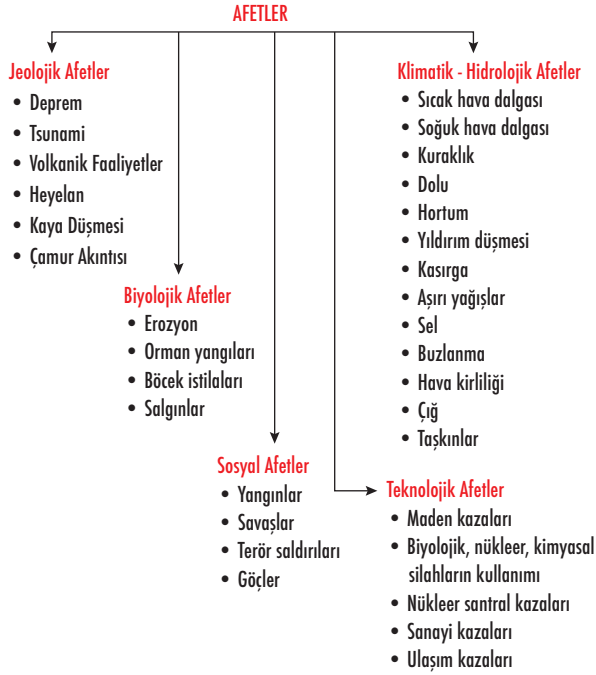 AFETLER
Jeolojik Afetler
• Deprem
• Tsunami
• Volkanik Faaliyetler
• Heyelan
• Kaya Düşmesi
• Çamur Akıntısı
Biyolojik Afetler
• Erozyon
• Orman yangıları
• Böcek istilaları
• Salgınlar
Sosyal Afetler
• Yangınlar
• Savaşlar
• Terör saldırıları
• Göçler
Klimatik - Hidrolojik Afetler
• Sıcak hava dalgası
• Soğuk hava dalgası
• Kuraklık
• Dolu
• Hortum
• Yıldırım düşmesi
• Kasırga
• Aşırı yağışlar
• Sel
• Buzlanma
• Hava kirliliği
• Çığ
• Taşkınlar
Teknolojik Afetler
• Maden kazaları
• Biyolojik, nükleer, kimyasal
silahların kullanımı
• Nükleer santral kazaları
• Sanayi kazaları
• Ulaşım kazaları